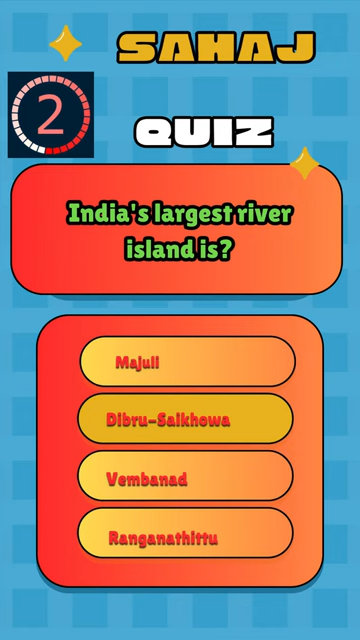 SAHAJ
2
QUIZ
India's largest river
island is?
Majuli
Dibru-Saikhowa
Vembanad
Ranganathittu